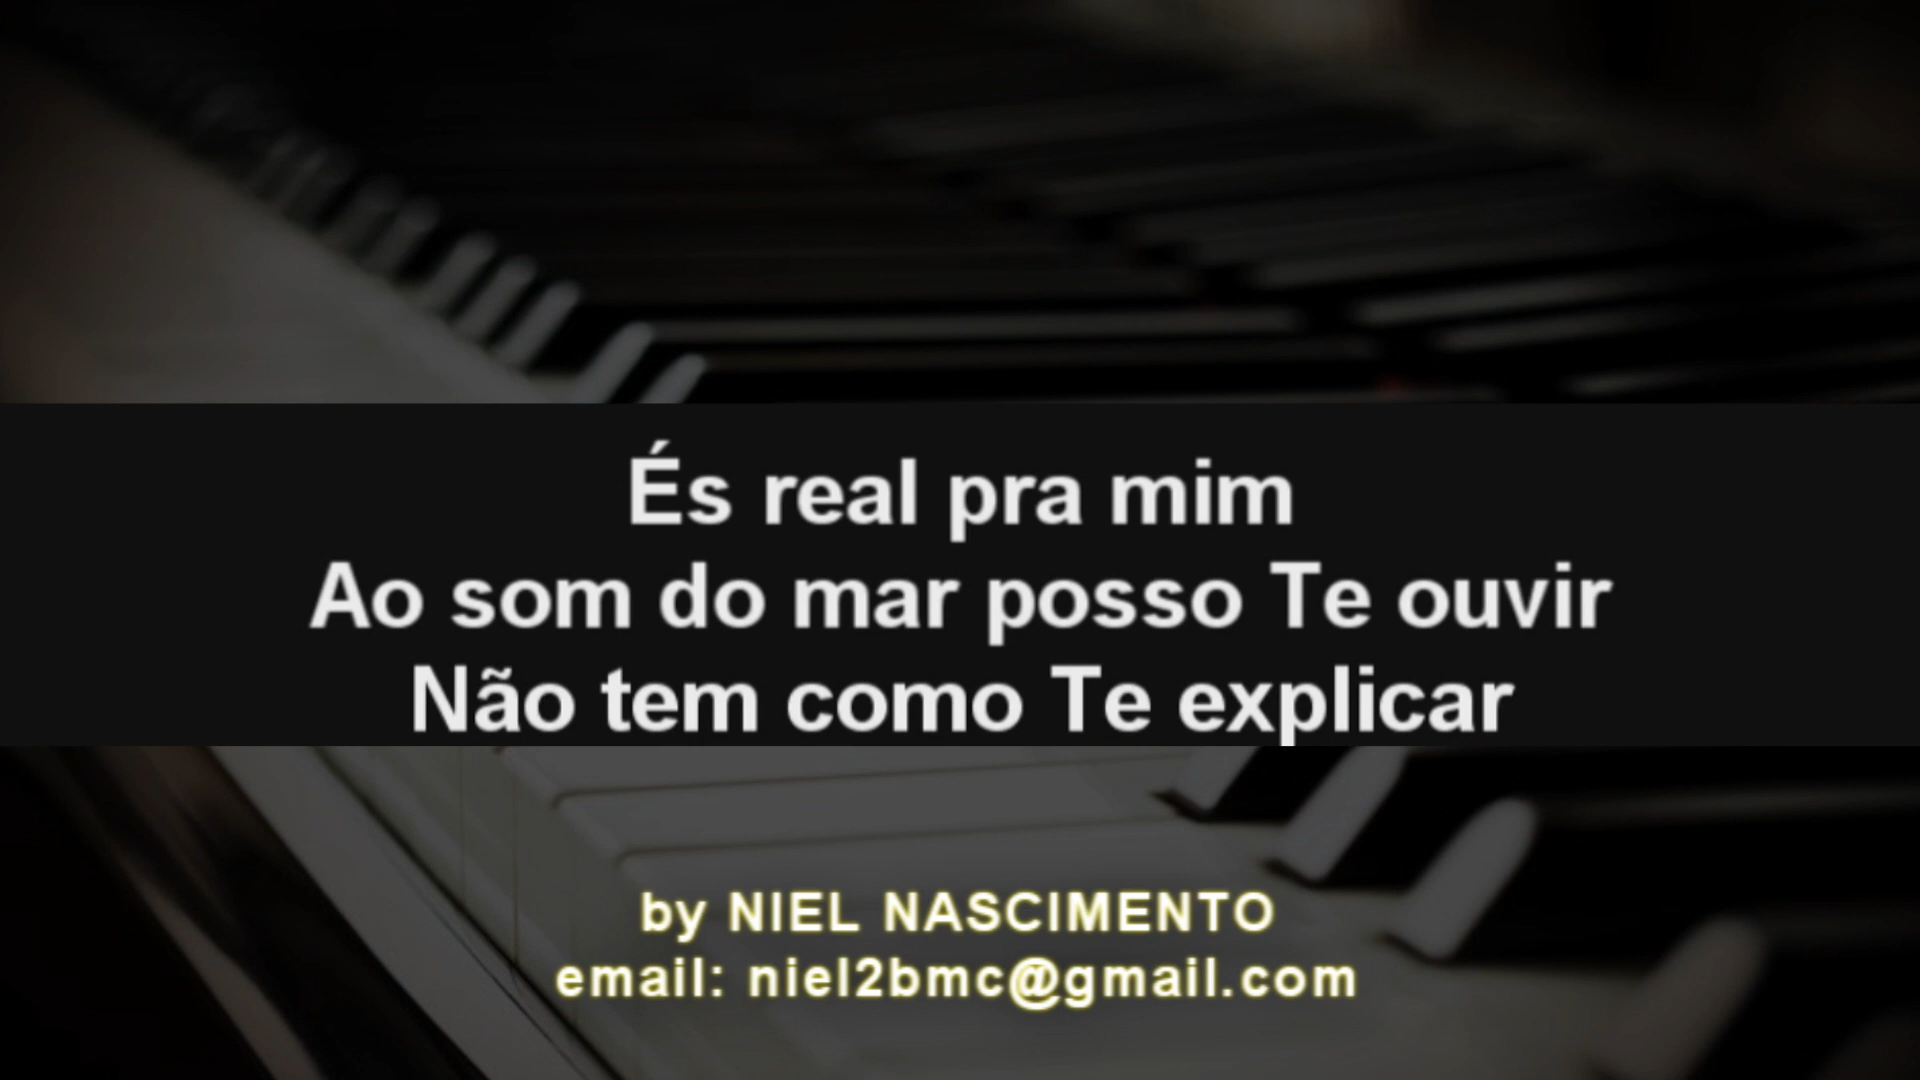 És real pra mim
Ao som do mar posso Te ouvir
Não tem como Te explicar
by NIEL NASCIMENTO
email: niel2bmc@gmail.com